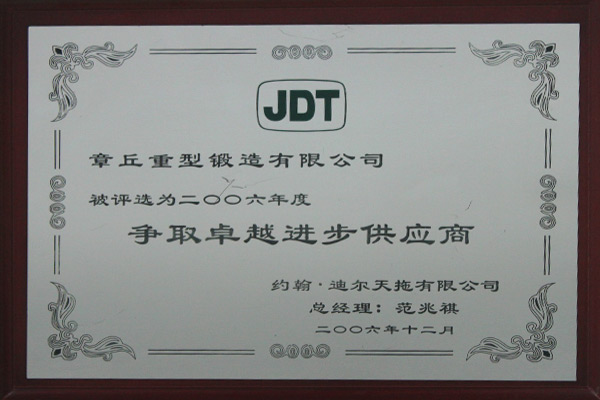 JDT
章丘重型锻造有限公司
被评选为二〇〇六年度
争取卓越进步供应商
约翰·迪尔天拖有限公司
总经理：范兆祺
二〇〇六年十二月